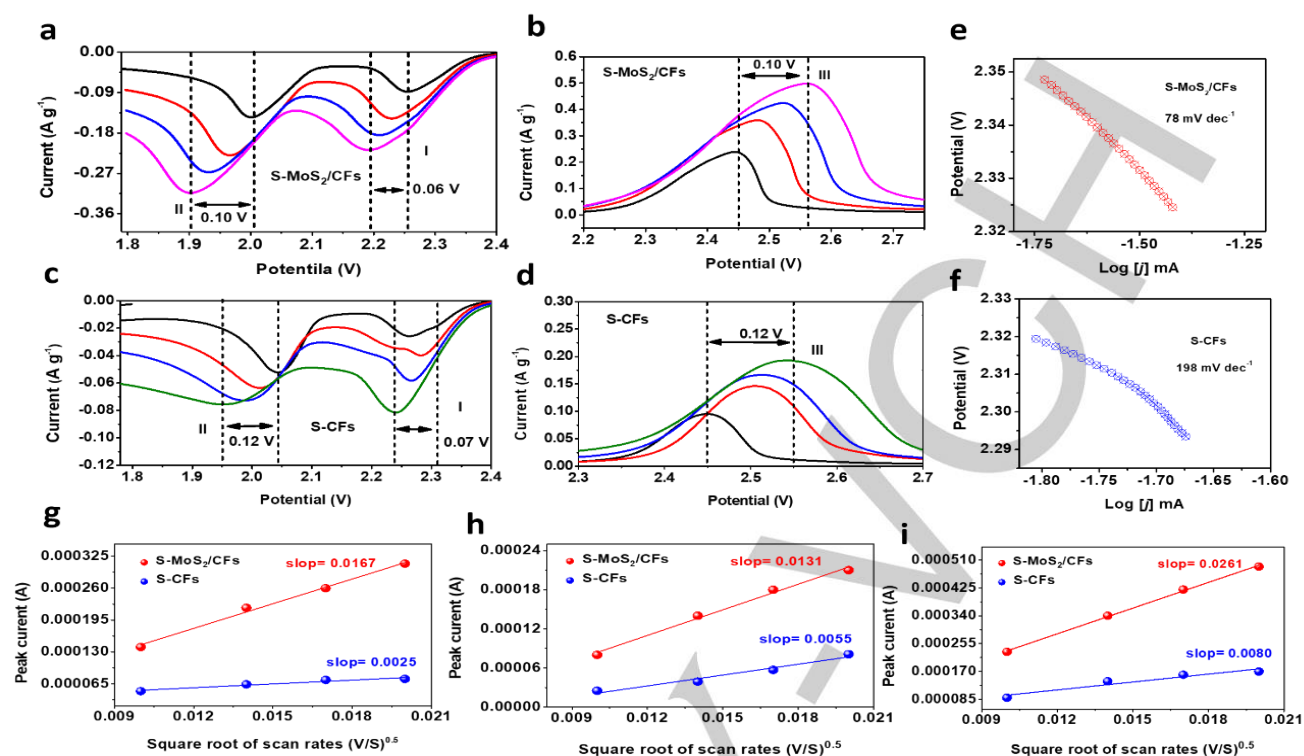 a
0.00
-0.09
-0.18
-0.27
-0.36
Current (A g⁻¹)
S-MoS₂/CFs
I
II
0.10 V
0.06 V
1.8 1.9 2.0 2.1 2.2 2.3 2.4
Potentila (V)
b
0.6
0.5
0.4
0.3
0.2
0.1
0.0
Current (A g⁻¹)
S-MoS₂/CFs
0.10 V
III
2.2 2.3 2.4 2.5 2.6 2.7
Potential (V)
e
2.35
2.34
2.33
2.32
Potential (V)
S-MoS₂/CFs
78 mV dec⁻¹
-1.75 -1.50 -1.25
Log [j] mA
c
0.00
-0.02
-0.04
-0.06
-0.08
-0.10
-0.12
Current (A g⁻¹)
I
II
0.12 V
S-CFs
0.07 V
1.8 1.9 2.0 2.1 2.2 2.3 2.4
Potential (V)
d
0.30
0.25
0.20
0.15
0.10
0.05
0.00
Current (A g⁻¹)
S-CFs
0.12 V
III
2.3 2.4 2.5 2.6 2.7
Potential (V)
f
2.33
2.32
2.31
2.30
2.29
Potential (V)
S-CFs
198 mV dec⁻¹
-1.80 -1.75 -1.70 -1.65 -1.60
Log [j] mA
g
0.000325
0.000260
0.000195
0.000130
0.000065
Peak curent (A)
S-MoS₂/CFs
S-CFs
slop= 0.0167
slop= 0.0025
0.009 0.012 0.015 0.018 0.021
Square root of scan rates (V/S)⁰·⁵
h
0.00024
0.00018
0.00012
0.00006
0.00000
Peak current (A)
S-MoS₂/CFs
S-CFs
slop= 0.0131
slop= 0.0055
0.009 0.012 0.015 0.018 0.021
Square root of scan rates (V/S)⁰·⁵
i
0.000510
0.000425
0.000340
0.000255
0.000170
0.000085
Peak current (A)
S-MoS₂/CFs
S-CFs
slop= 0.0261
slop= 0.0080
0.009 0.012 0.015 0.018 0.021
Square root of scan rates (V/S)⁰·⁵